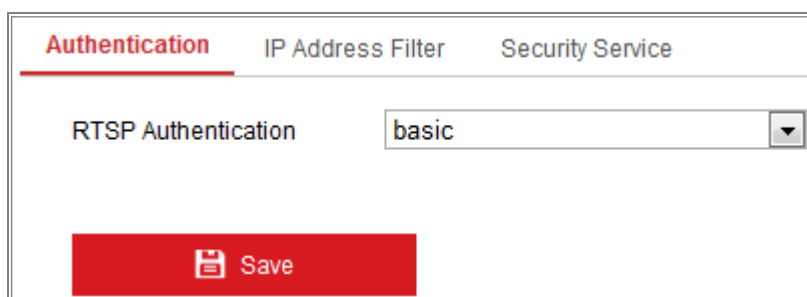 Authentication IP Address Filter Security Service
RTSP Authentication basic
Save